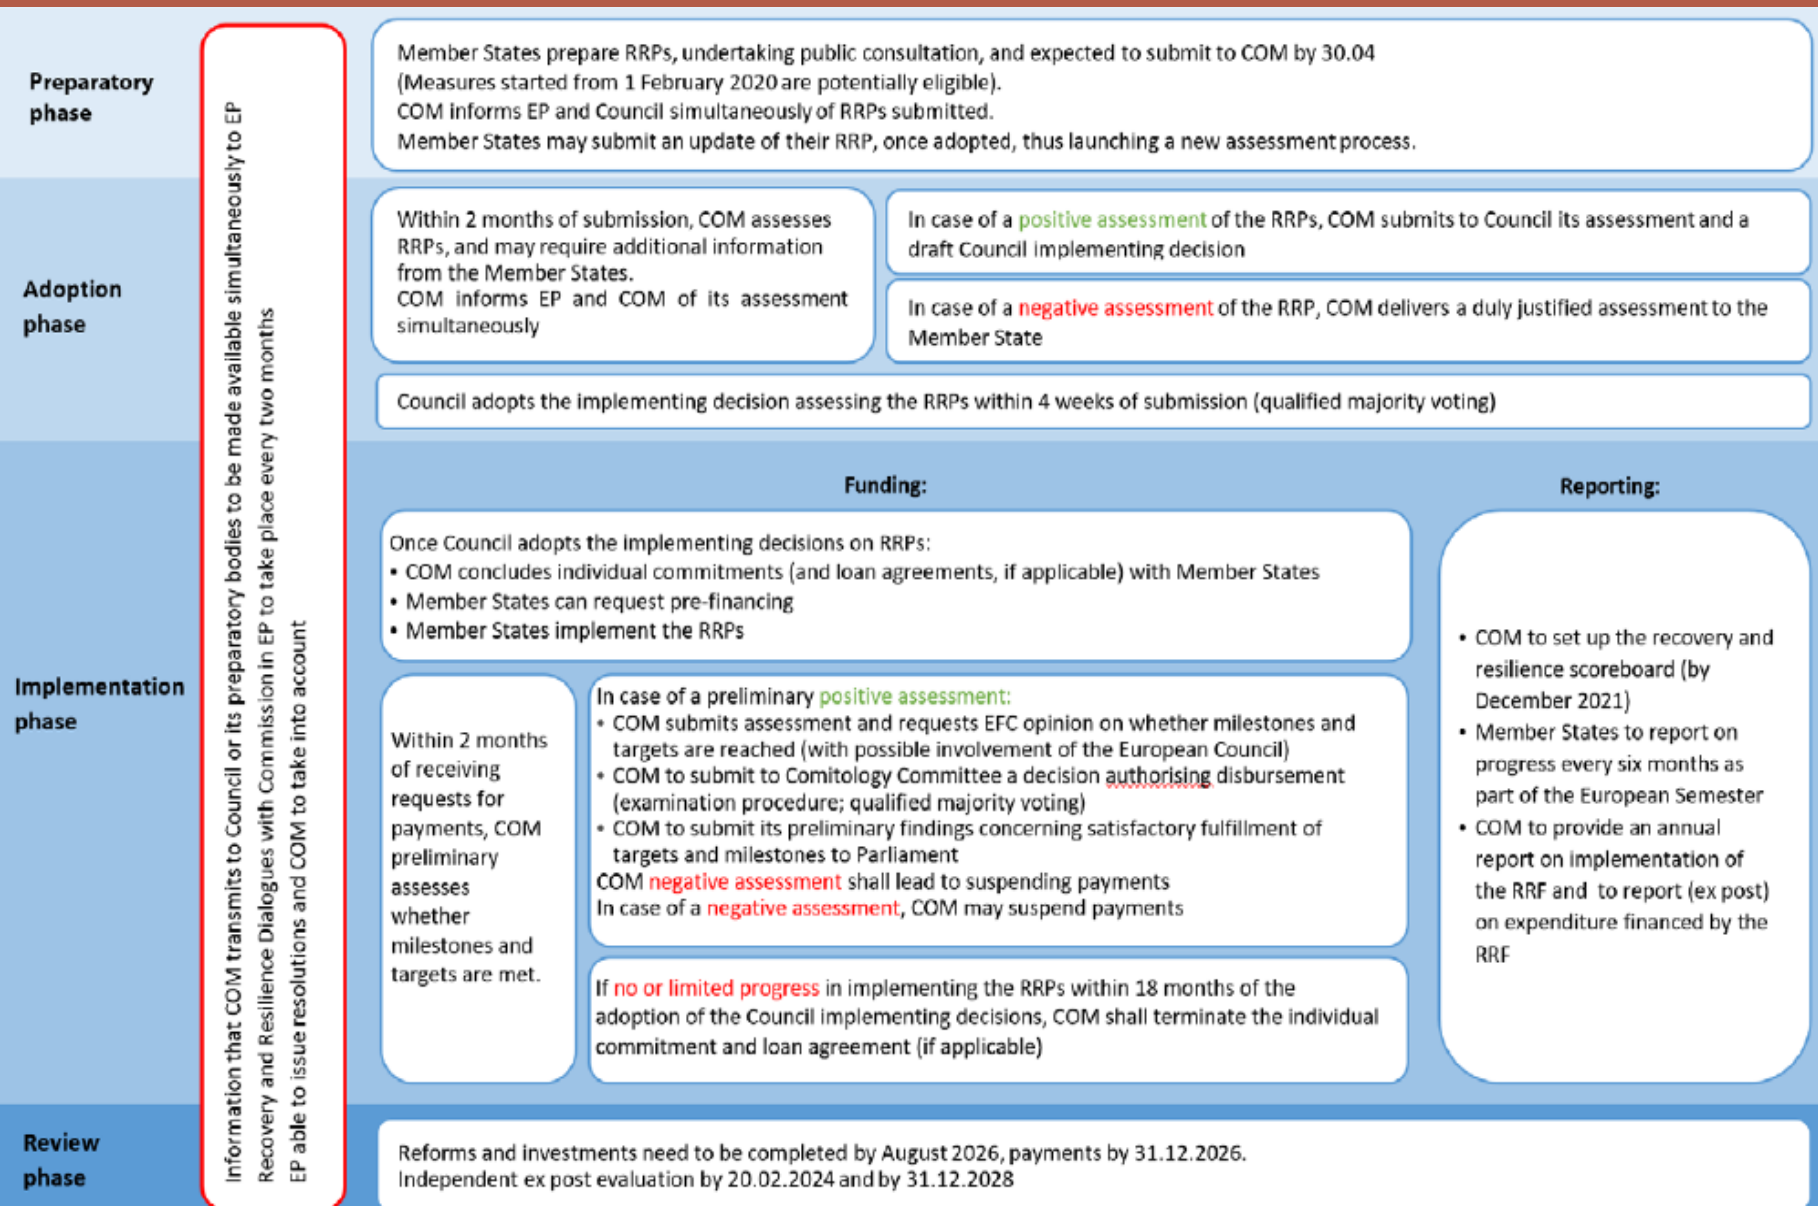 Preparatory
phase
Member States prepare RRPs, undertaking public consultation, and expected to submit to COM by 30.04
(Measures started from 1 February 2020 are potentially eligible).
COM informs EP and Council simultaneously of RRPs submitted.
Member States may submit an update of their RRP, once adopted, thus launching a new assessment process.
Information that COM transmits to Council or its preparatory bodies to be made available simultaneously to EP
Recovery and Resilience Dialogues with Commission in EP to take place every two months
EP able to issue resolutions and COM to take into account
Adoption
phase
Within 2 months of submission, COM assesses
RRPs, and may require additional information
from the Member States.
COM informs EP and COM of its assessment
simultaneously
In case of a positive assessment of the RRPs, COM submits to Council its assessment and a
draft Council implementing decision
In case of a negative assessment of the RRP, COM delivers a duly justified assessment to the
Member State
Council adopts the implementing decision assessing the RRPs within 4 weeks of submission (qualified majority voting)
Implementation
phase
Funding:
Once Council adopts the implementing decisions on RRPs:
• COM concludes individual commitments (and loan agreements, if applicable) with Member States
• Member States can request pre-financing
• Member States implement the RRPs
Within 2 months
of receiving
requests for
payments, COM
preliminary
assesses
whether
milestones and
targets are met.
In case of a preliminary positive assessment:
• COM submits assessment and requests EFC opinion on whether milestones and
targets are reached (with possible involvement of the European Council)
• COM to submit to Comitology Committee a decision authorising disbursement
(examination procedure; qualified majority voting)
• COM to submit its preliminary findings concerning satisfactory fulfillment of
targets and milestones to Parliament
COM negative assessment shall lead to suspending payments
In case of a negative assessment, COM may suspend payments
If no or limited progress in implementing the RRPs within 18 months of the
adoption of the Council implementing decisions, COM shall terminate the individual
commitment and loan agreement (if applicable)
Reporting:
• COM to set up the recovery and
resilience scoreboard (by
December 2021)
• Member States to report on
progress every six months as
part of the European Semester
• COM to provide an annual
report on implementation of
the RRF and to report (ex post)
on expenditure financed by the
RRF
Review
phase
Reforms and investments need to be completed by August 2026, payments by 31.12.2026.
Independent ex post evaluation by 20.02.2024 and by 31.12.2028